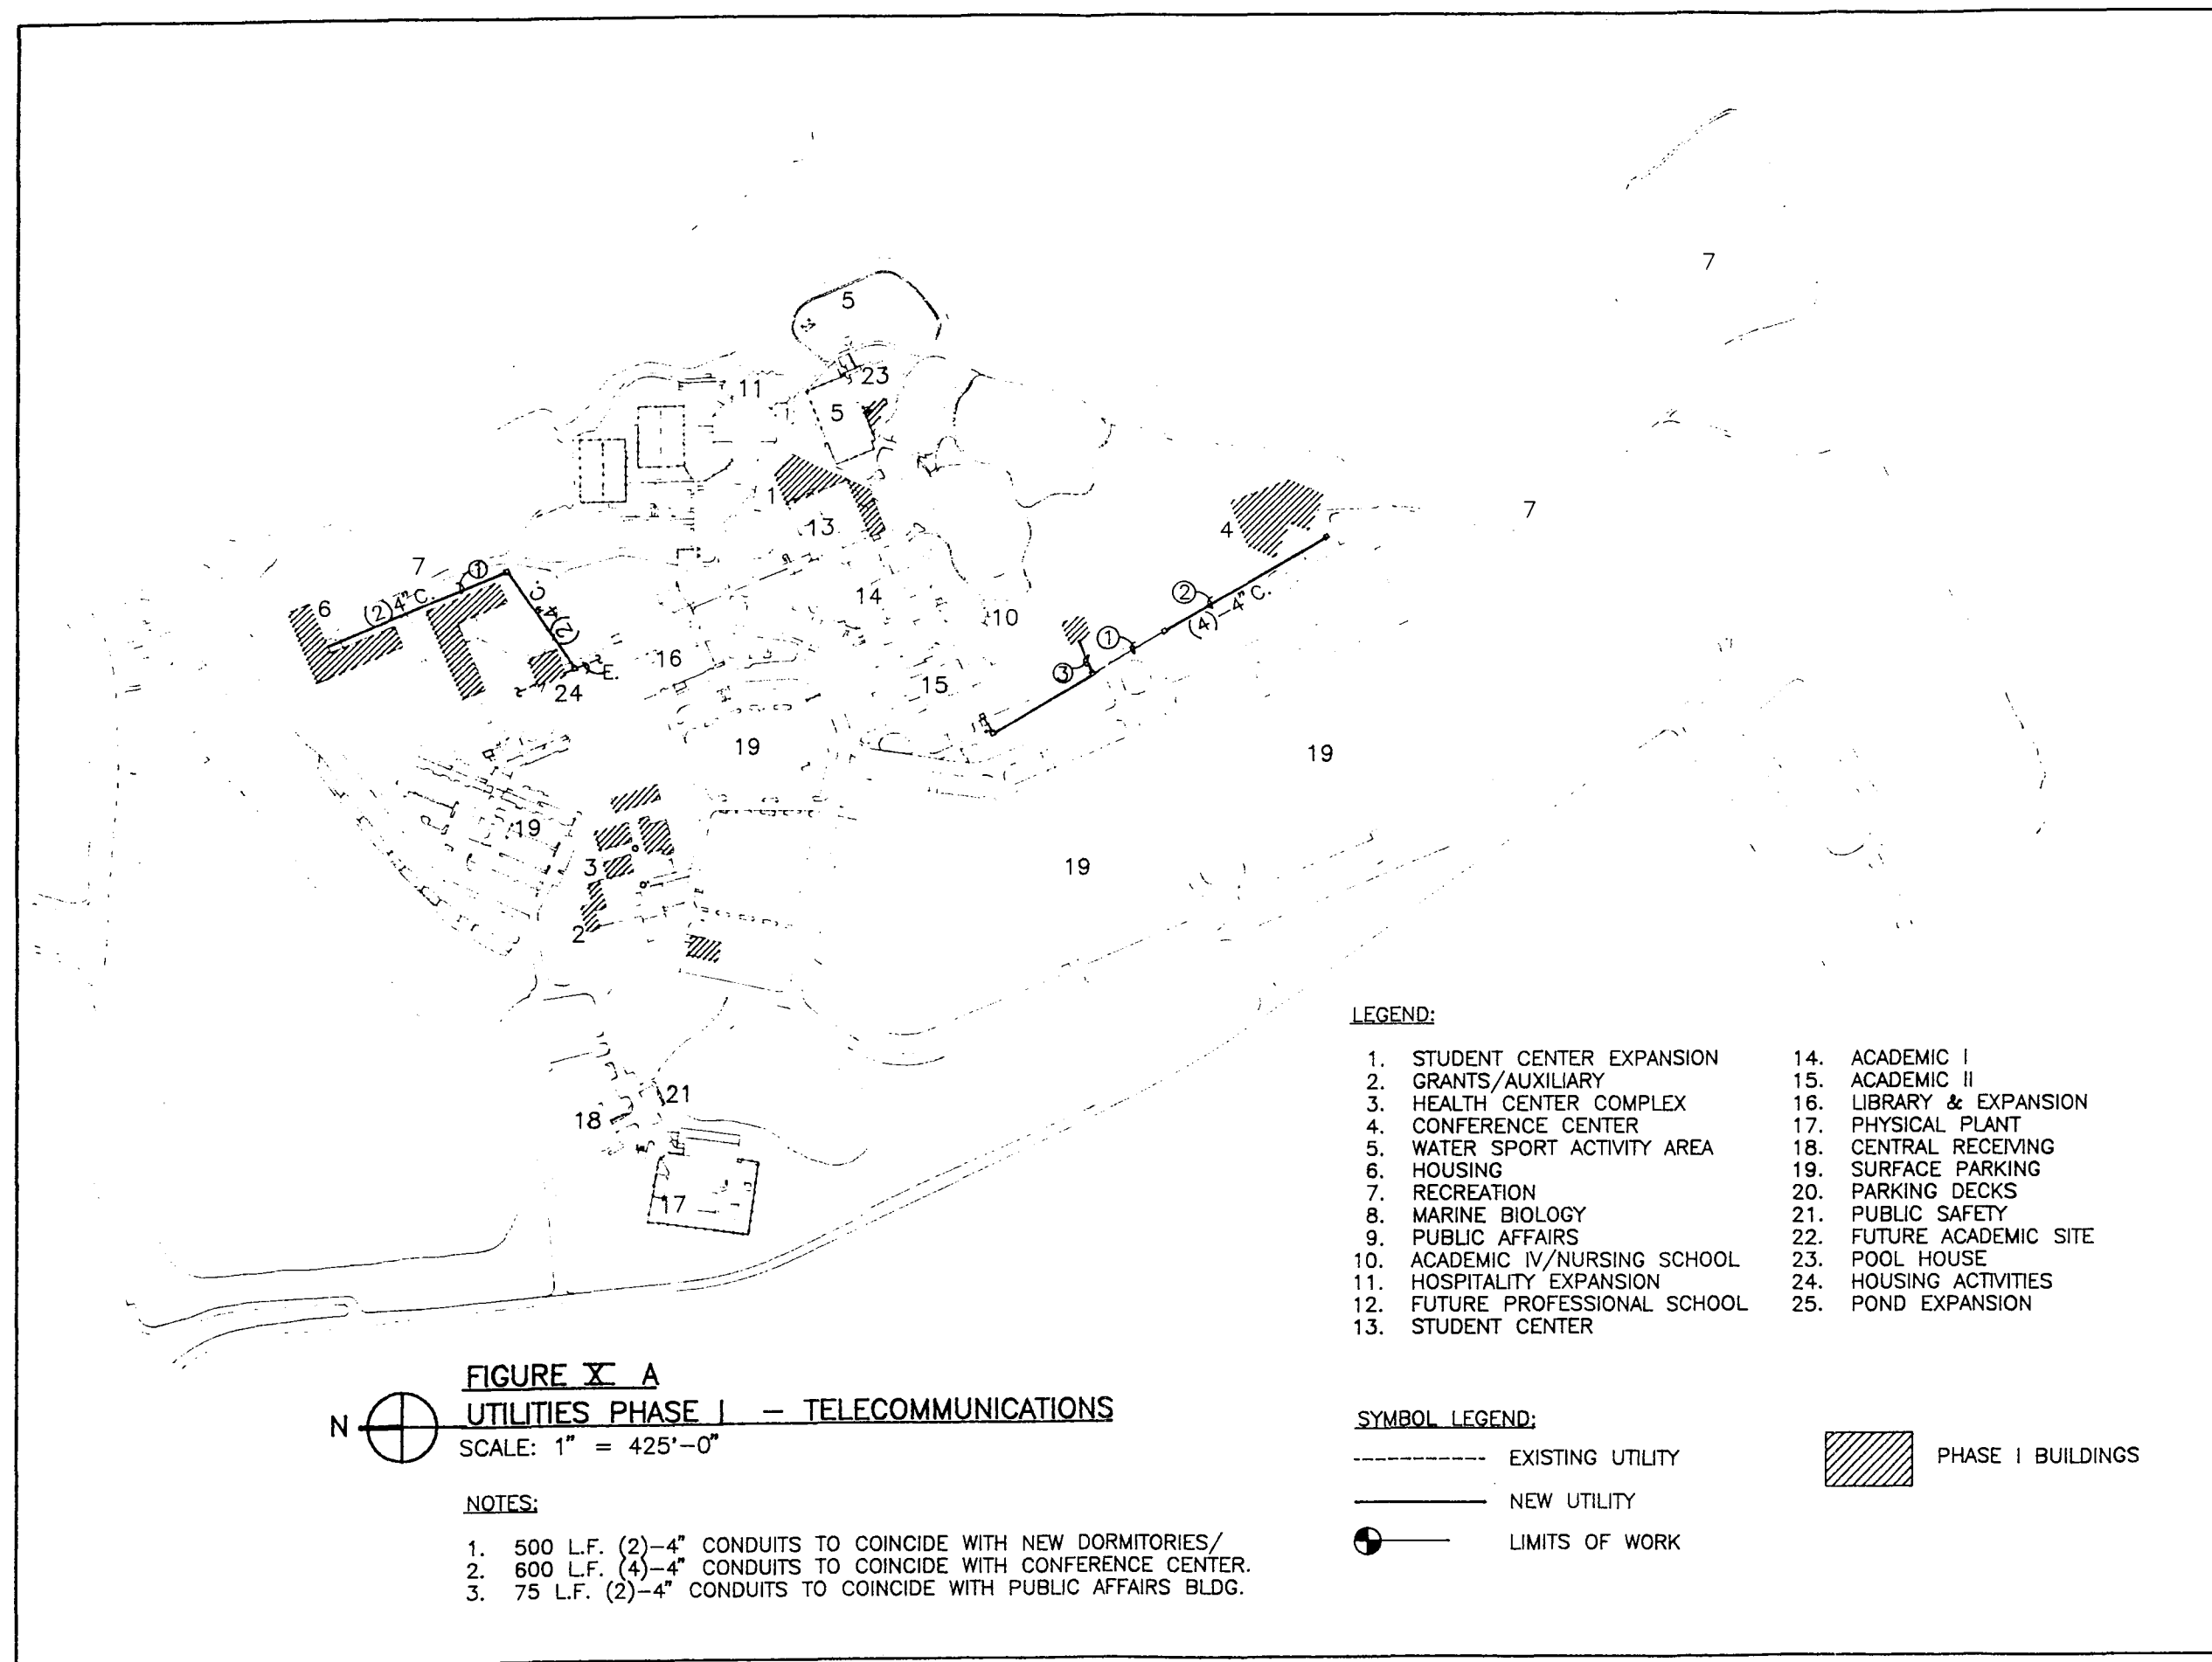 7
5
23
11
5
1
13
4
7
7
①
6
(2)4" C.
(2)4" C.
14
10
②
(4)-4" C.
①
③
16
E.
24
15
19
19
19
3
19
2
21
18
17
LEGEND:
1. STUDENT CENTER EXPANSION
2. GRANTS/AUXILIARY
3. HEALTH CENTER COMPLEX
4. CONFERENCE CENTER
5. WATER SPORT ACTIVITY AREA
6. HOUSING
7. RECREATION
8. MARINE BIOLOGY
9. PUBLIC AFFAIRS
10. ACADEMIC IV/NURSING SCHOOL
11. HOSPITALITY EXPANSION
12. FUTURE PROFESSIONAL SCHOOL
13. STUDENT CENTER
14. ACADEMIC I
15. ACADEMIC II
16. LIBRARY & EXPANSION
17. PHYSICAL PLANT
18. CENTRAL RECEIVING
19. SURFACE PARKING
20. PARKING DECKS
21. PUBLIC SAFETY
22. FUTURE ACADEMIC SITE
23. POOL HOUSE
24. HOUSING ACTIVITIES
25. POND EXPANSION
FIGURE X A
N
UTILITIES PHASE I - TELECOMMUNICATIONS
SCALE: 1" = 425'-0"
NOTES:
1. 500 L.F. (2)-4" CONDUITS TO COINCIDE WITH NEW DORMITORIES/
2. 600 L.F. (4)-4" CONDUITS TO COINCIDE WITH CONFERENCE CENTER.
3. 75 L.F. (2)-4" CONDUITS TO COINCIDE WITH PUBLIC AFFAIRS BLDG.
SYMBOL LEGEND:
EXISTING UTILITY
NEW UTILITY
LIMITS OF WORK
PHASE I BUILDINGS